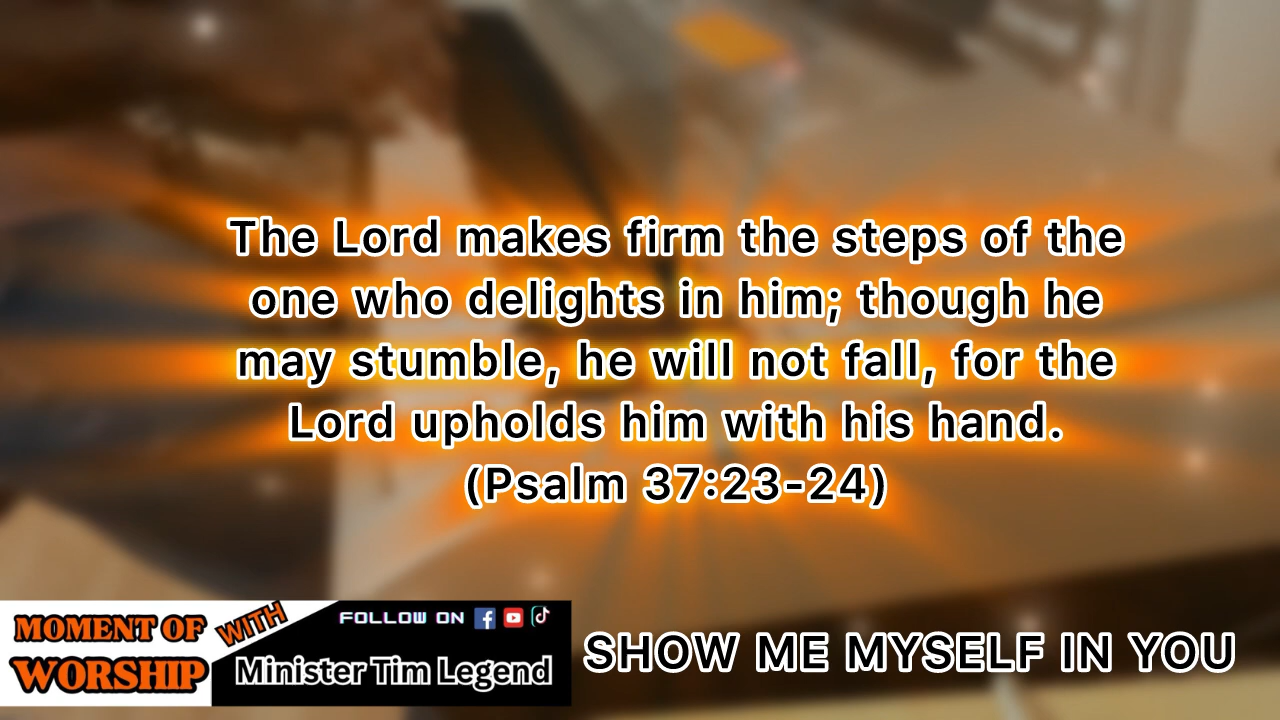 The Lord makes firm the steps of the
one who delights in him; though he
may stumble, he will not fall, for the
Lord upholds him with his hand.
(Psalm 37:23-24)
MOMENT OF
WORSHIP
WITH
FOLLOW ON
Minister Tim Legend
SHOW ME MYSELF IN YOU